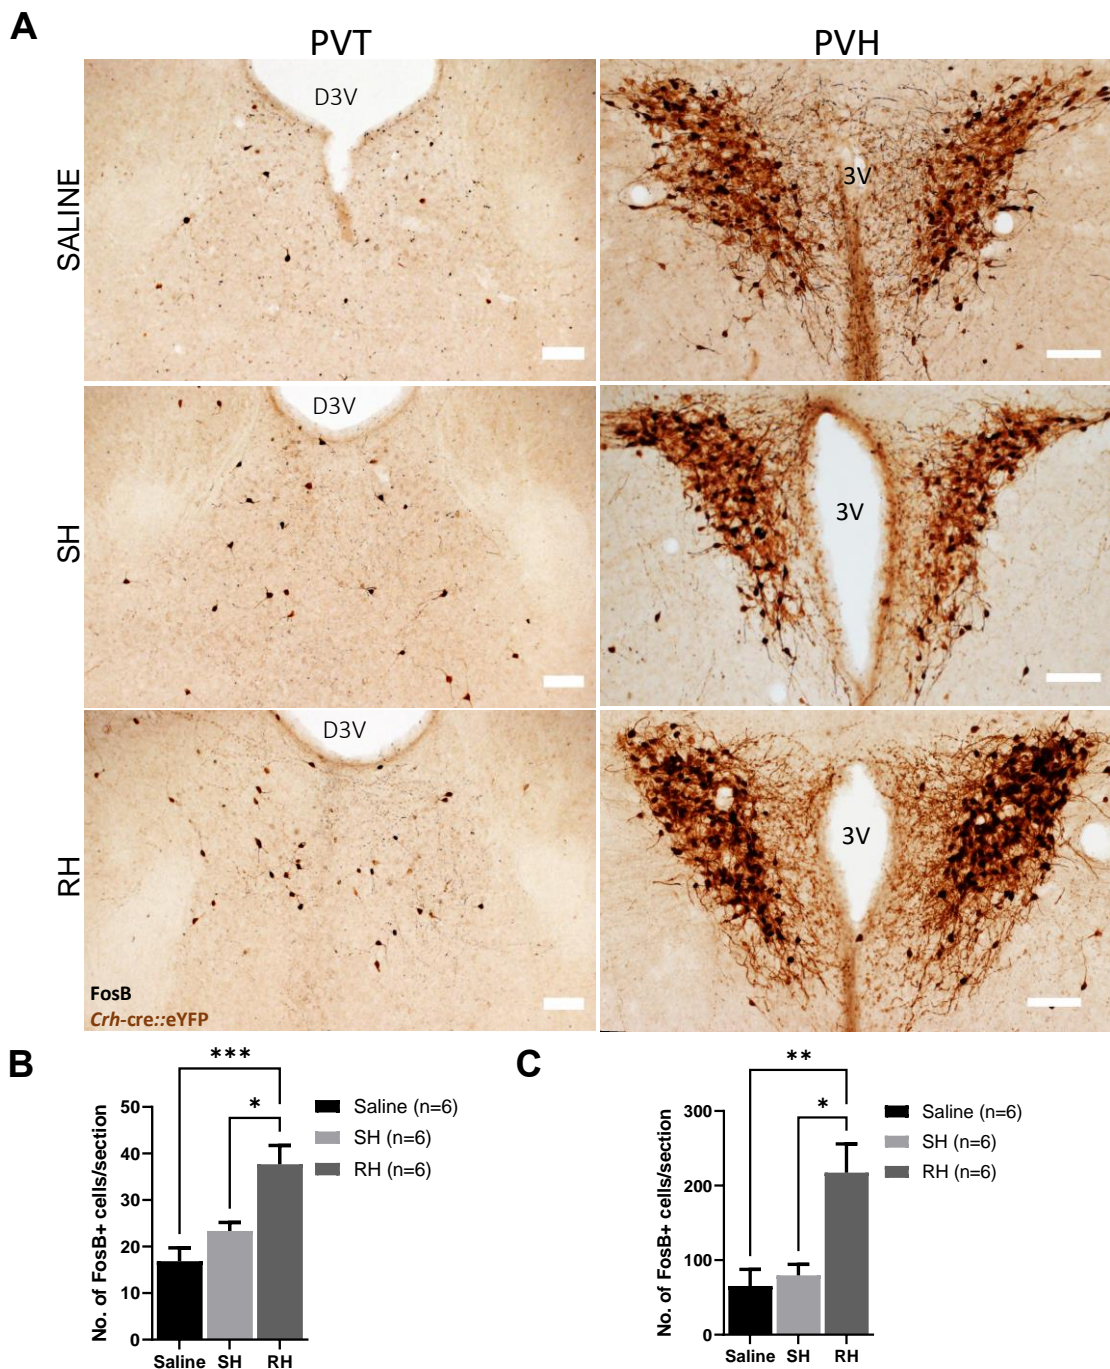 A
PVT
PVH
SALINE
D3V
3V
SH
D3V
3V
RH
D3V
3V
FosB
Crh-cre::eYFP
B
***
*
No. of FosB+ cells/section
50
40
30
20
10
0
Saline
SH
RH
Saline (n=6)
SH (n=6)
RH (n=6)
C
**
*
No. of FosB+ cells/section
300
200
100
0
Saline
SH
RH
Saline (n=6)
SH (n=6)
RH (n=6)